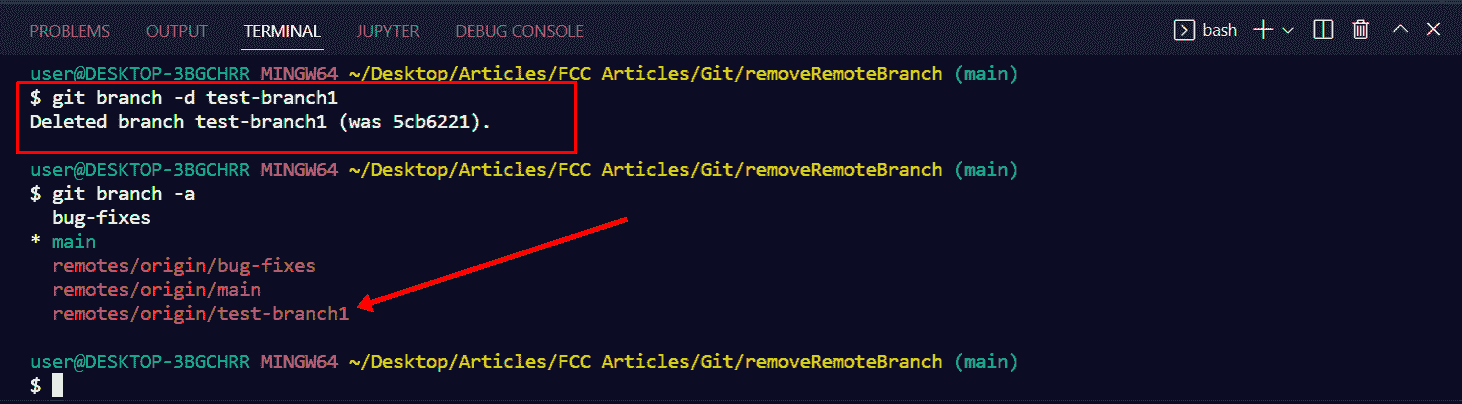 PROBLEMS OUTPUT TERMINAL JUPYTER DEBUG CONSOLE bash
user@DESKTOP-3BGCHRR MINGW64 ~/Desktop/Articles/FCC Articles/Git/removeRemoteBranch (main)
$ git branch -d test-branch1
Deleted branch test-branch1 (was 5cb6221).
user@DESKTOP-3BGCHRR MINGW64 ~/Desktop/Articles/FCC Articles/Git/removeRemoteBranch (main)
$ git branch -a
bug-fixes
* main
remotes/origin/bug-fixes
remotes/origin/main
remotes/origin/test-branch1
user@DESKTOP-3BGCHRR MINGW64 ~/Desktop/Articles/FCC Articles/Git/removeRemoteBranch (main)
$